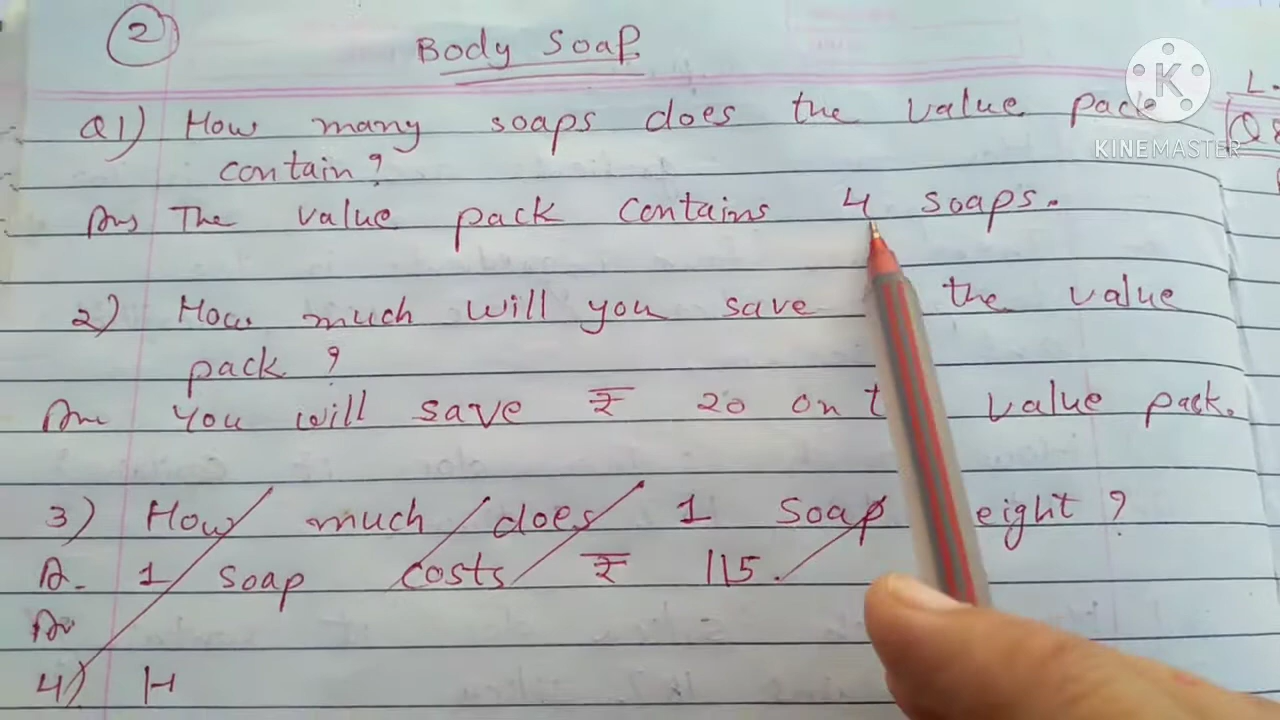 2
Body Soap
Q1) How many soaps does the value pack
contain?
Ans The value pack contains 4 soaps.
2) How much will you save the value
pack?
Ans You will save ₹ 20 on t value pack.
3) How much does 1 soap eight?
A. 1 soap costs ₹ 115.
An
4) H
K
KINEMASTER
L.
Q8